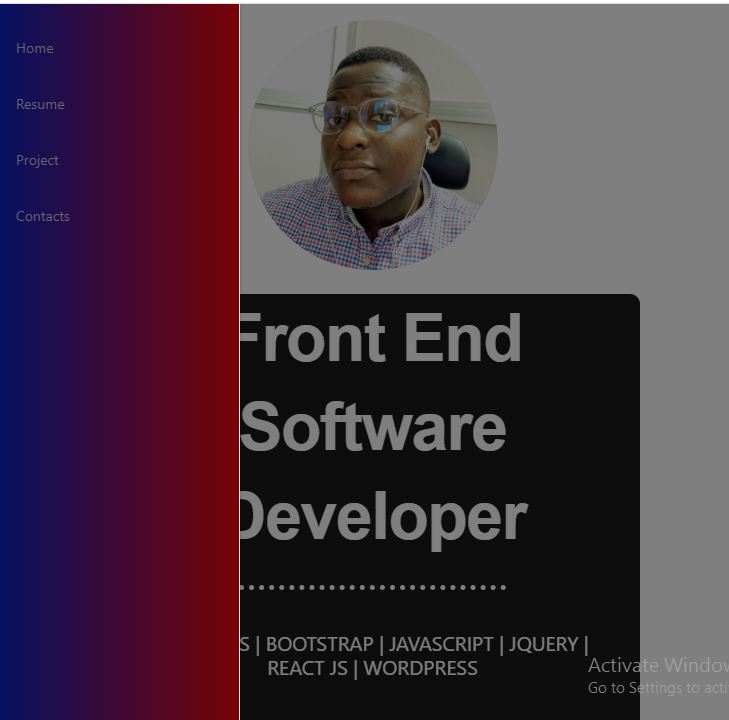 Home
Resume
Project
Contacts
Front End
Software
Developer
S | BOOTSTRAP | JAVASCRIPT | JQUERY |
REACT JS | WORDPRESS
Activate Window
Go to Settings to acti